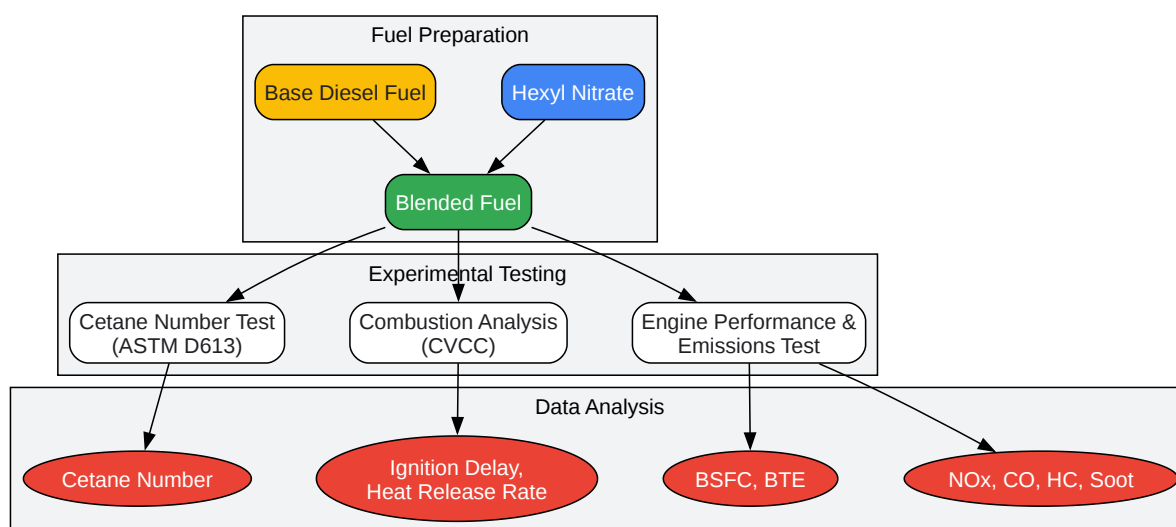 Fuel Preparation
Base Diesel Fuel
Hexyl Nitrate
Blended Fuel
Experimental Testing
Cetane Number Test
(ASTM D613)
Combustion Analysis
(CVCC)
Engine Performance &
Emissions Test
Data Analysis
Cetane Number
Ignition Delay,
Heat Release Rate
BSFC, BTE
NOx, CO, HC, Soot